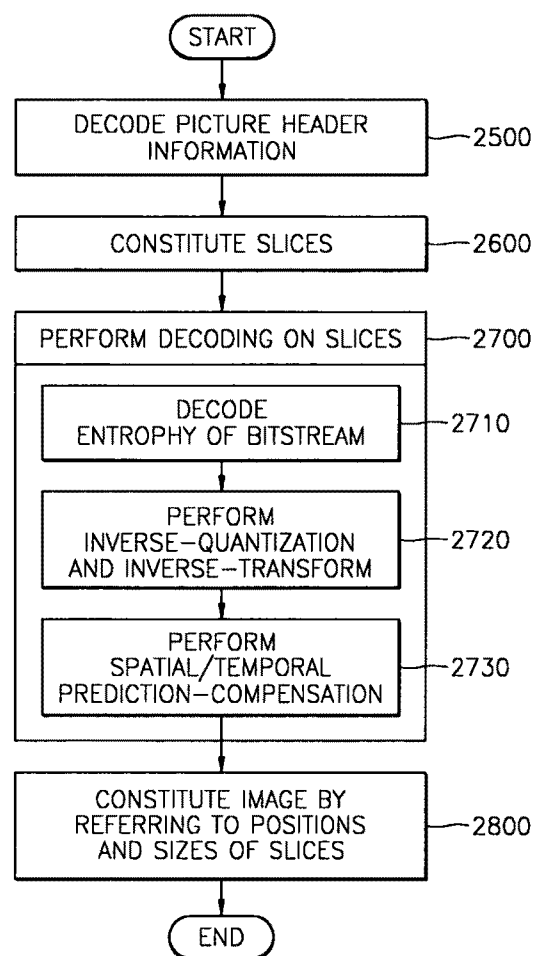 START
DECODE PICTURE HEADER
INFORMATION
2500
CONSTITUTE SLICES
2600
PERFORM DECODING ON SLICES
2700
DECODE
ENTROPY OF BITSTREAM
2710
PERFORM
INVERSE-QUANTIZATION
AND INVERSE-TRANSFORM
2720
PERFORM
SPATIAL/TEMPORAL
PREDICTION-COMPENSATION
2730
CONSTITUTE IMAGE BY
REFERRING TO POSITIONS
AND SIZES OF SLICES
2800
END